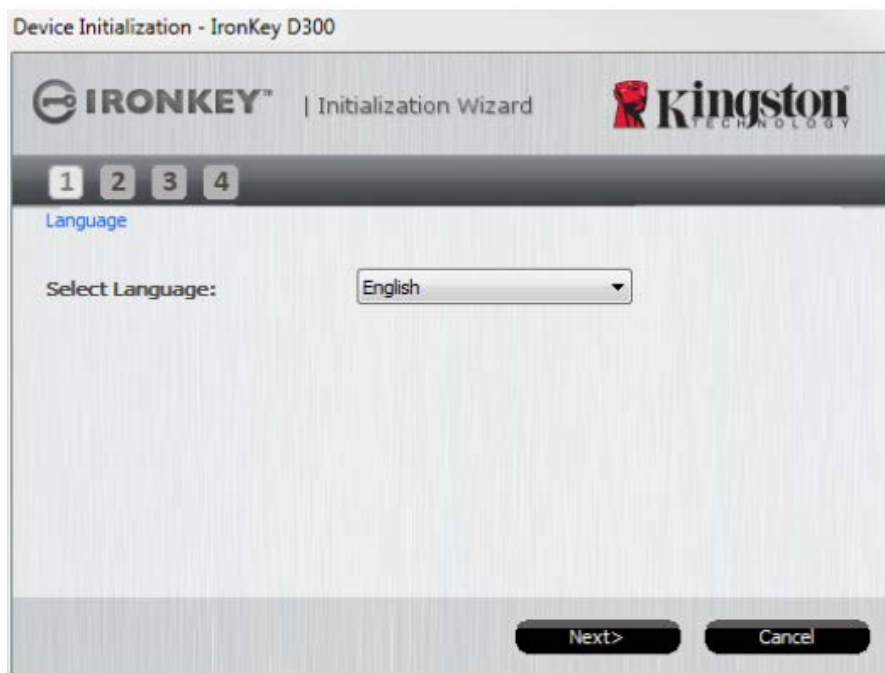 Device Initialization - IronKey D300
IRONKEY™ | Initialization Wizard
Kingston
TECHNOLOGY
1 2 3 4
Language
Select Language: English
Next> Cancel